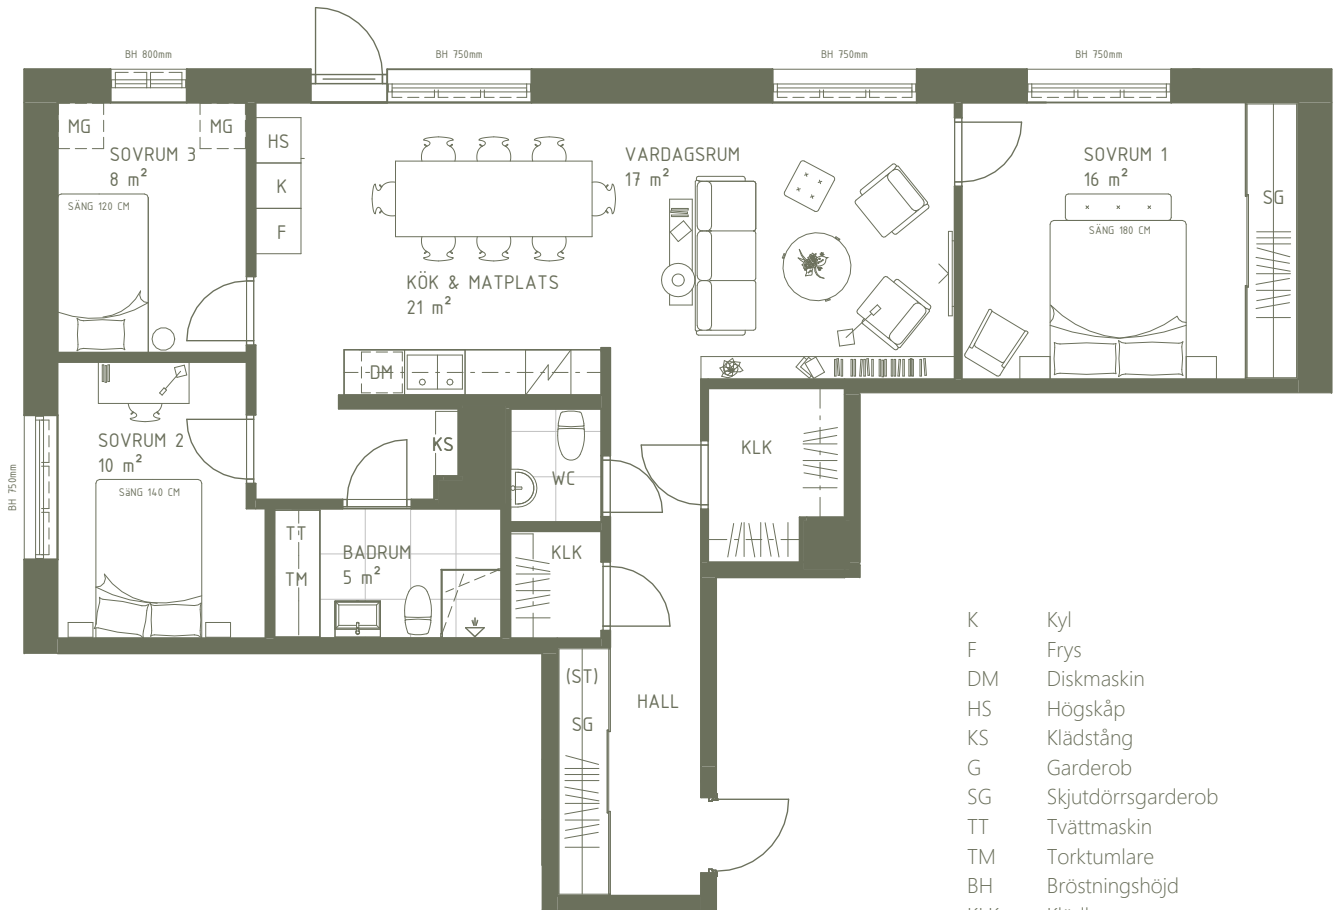 BH 800mm
BH 750mm
BH 750mm
BH 750mm
MG
MG
SOVRUM 3
8 m²
SÄNG 120 CM
HS
K
F
KÖK & MATPLATS
21 m²
VARDAGSRUM
17 m²
SOVRUM 1
16 m²
SÄNG 180 CM
SG
DM
SOVRUM 2
10 m²
SäNG 140 CM
BH 750mm
KS
WC
KLK
KLK
TT
TM
BADRUM
5 m²
(ST)
SG
HALL
K Kyl
F Frys
DM Diskmaskin
HS Högskåp
KS Klädstång
G Garderob
SG Skjutdörrsgarderob
TT Tvättmaskin
TM Torktumlare
BH Bröstningshöjd